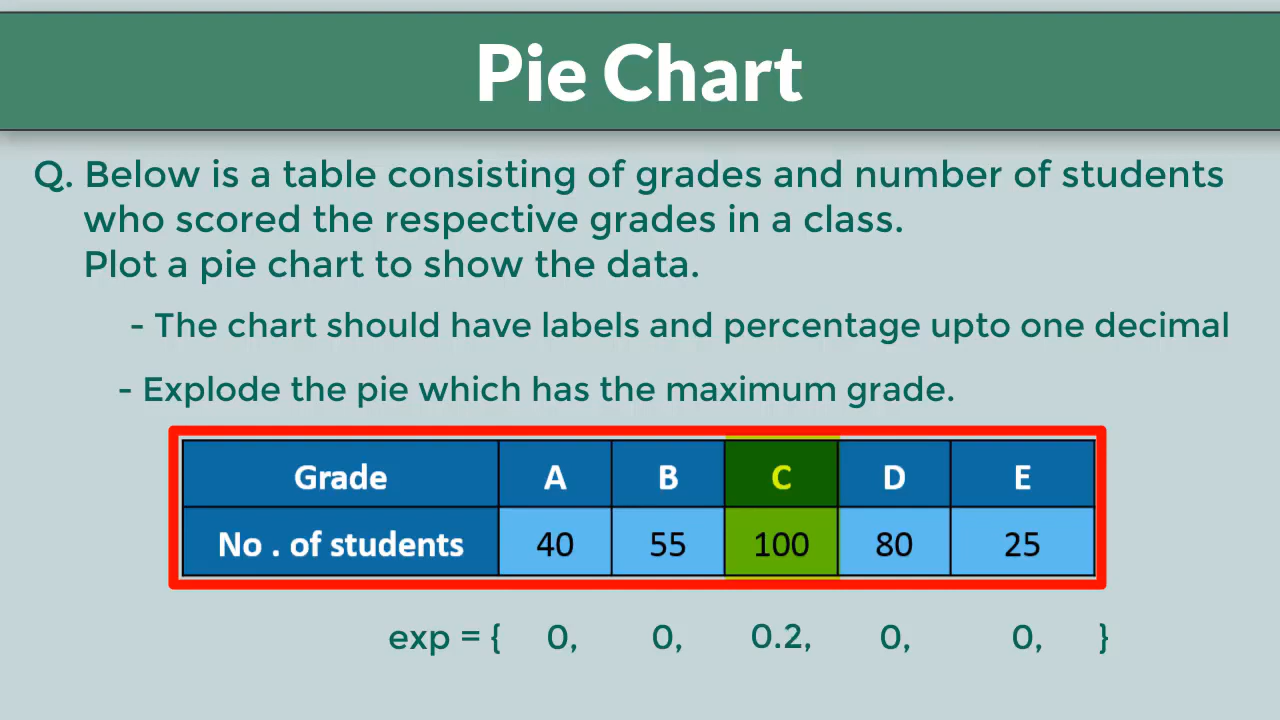 Pie Chart
Q. Below is a table consisting of grades and number of students
who scored the respective grades in a class.
Plot a pie chart to show the data.
- The chart should have labels and percentage upto one decimal
- Explode the pie which has the maximum grade.
Grade A B C D E
No . of students 40 55 100 80 25
exp = { 0, 0, 0.2, 0, 0, }